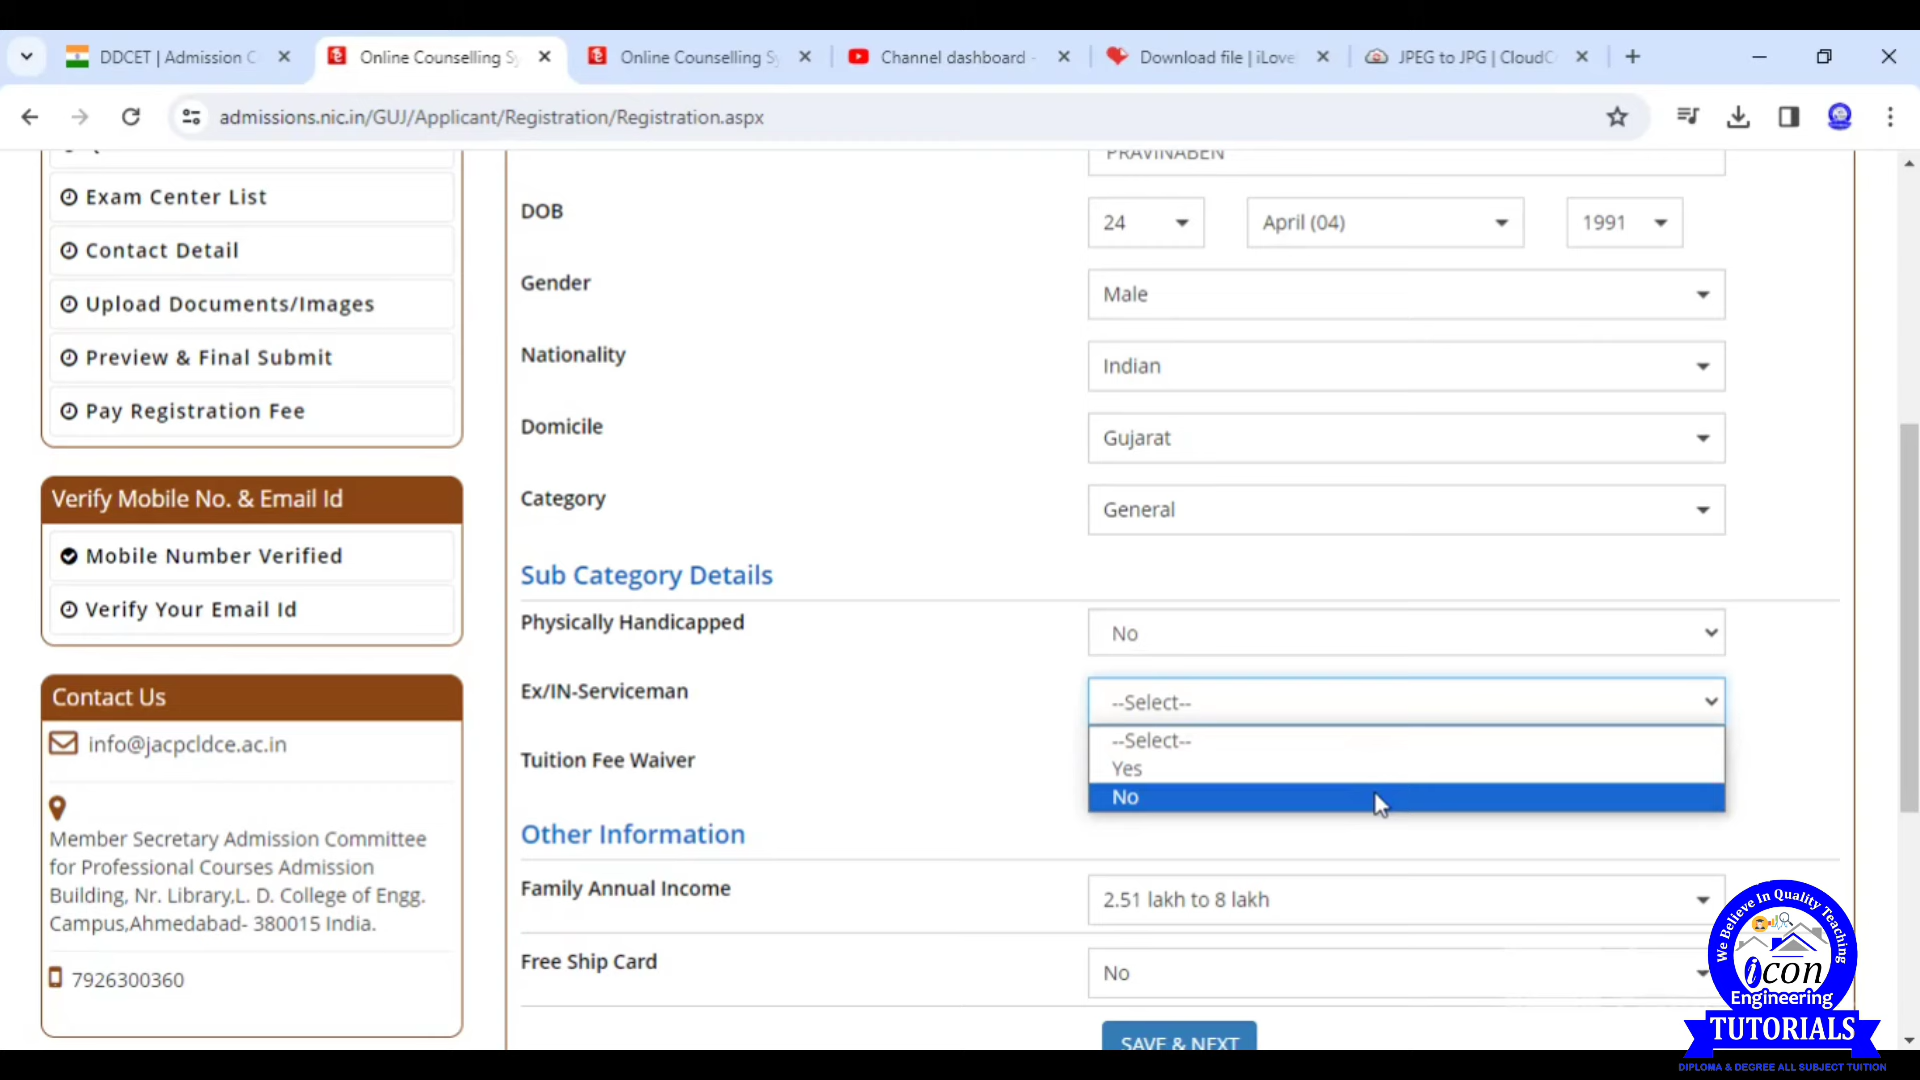 DDCET | Admission C
Online Counselling Sy
Online Counselling Sy
Channel dashboard -
Download file | iLove
JPEG to JPG | CloudC
admissions.nic.in/GUJ/Applicant/Registration/Registration.aspx
Exam Center List
Contact Detail
Upload Documents/Images
Preview & Final Submit
Pay Registration Fee
Verify Mobile No. & Email Id
Mobile Number Verified
Verify Your Email Id
Contact Us
info@jacpcldce.ac.in
Member Secretary Admission Committee
for Professional Courses Admission
Building, Nr. Library,L. D. College of Engg.
Campus,Ahmedabad- 380015 India.
7926300360
PRAVINABEN
DOB 24 April (04) 1991
Gender Male
Nationality Indian
Domicile Gujarat
Category General
Sub Category Details
Physically Handicapped No
Ex/IN-Serviceman --Select--
--Select--
Yes
No
Tuition Fee Waiver
Other Information
Family Annual Income 2.51 lakh to 8 lakh
Free Ship Card No
SAVE & NEXT
We Believe In Quality Teaching
icon
Engineering
TUTORIALS
DIPLOMA & DEGREE ALL SUBJECT TUITION